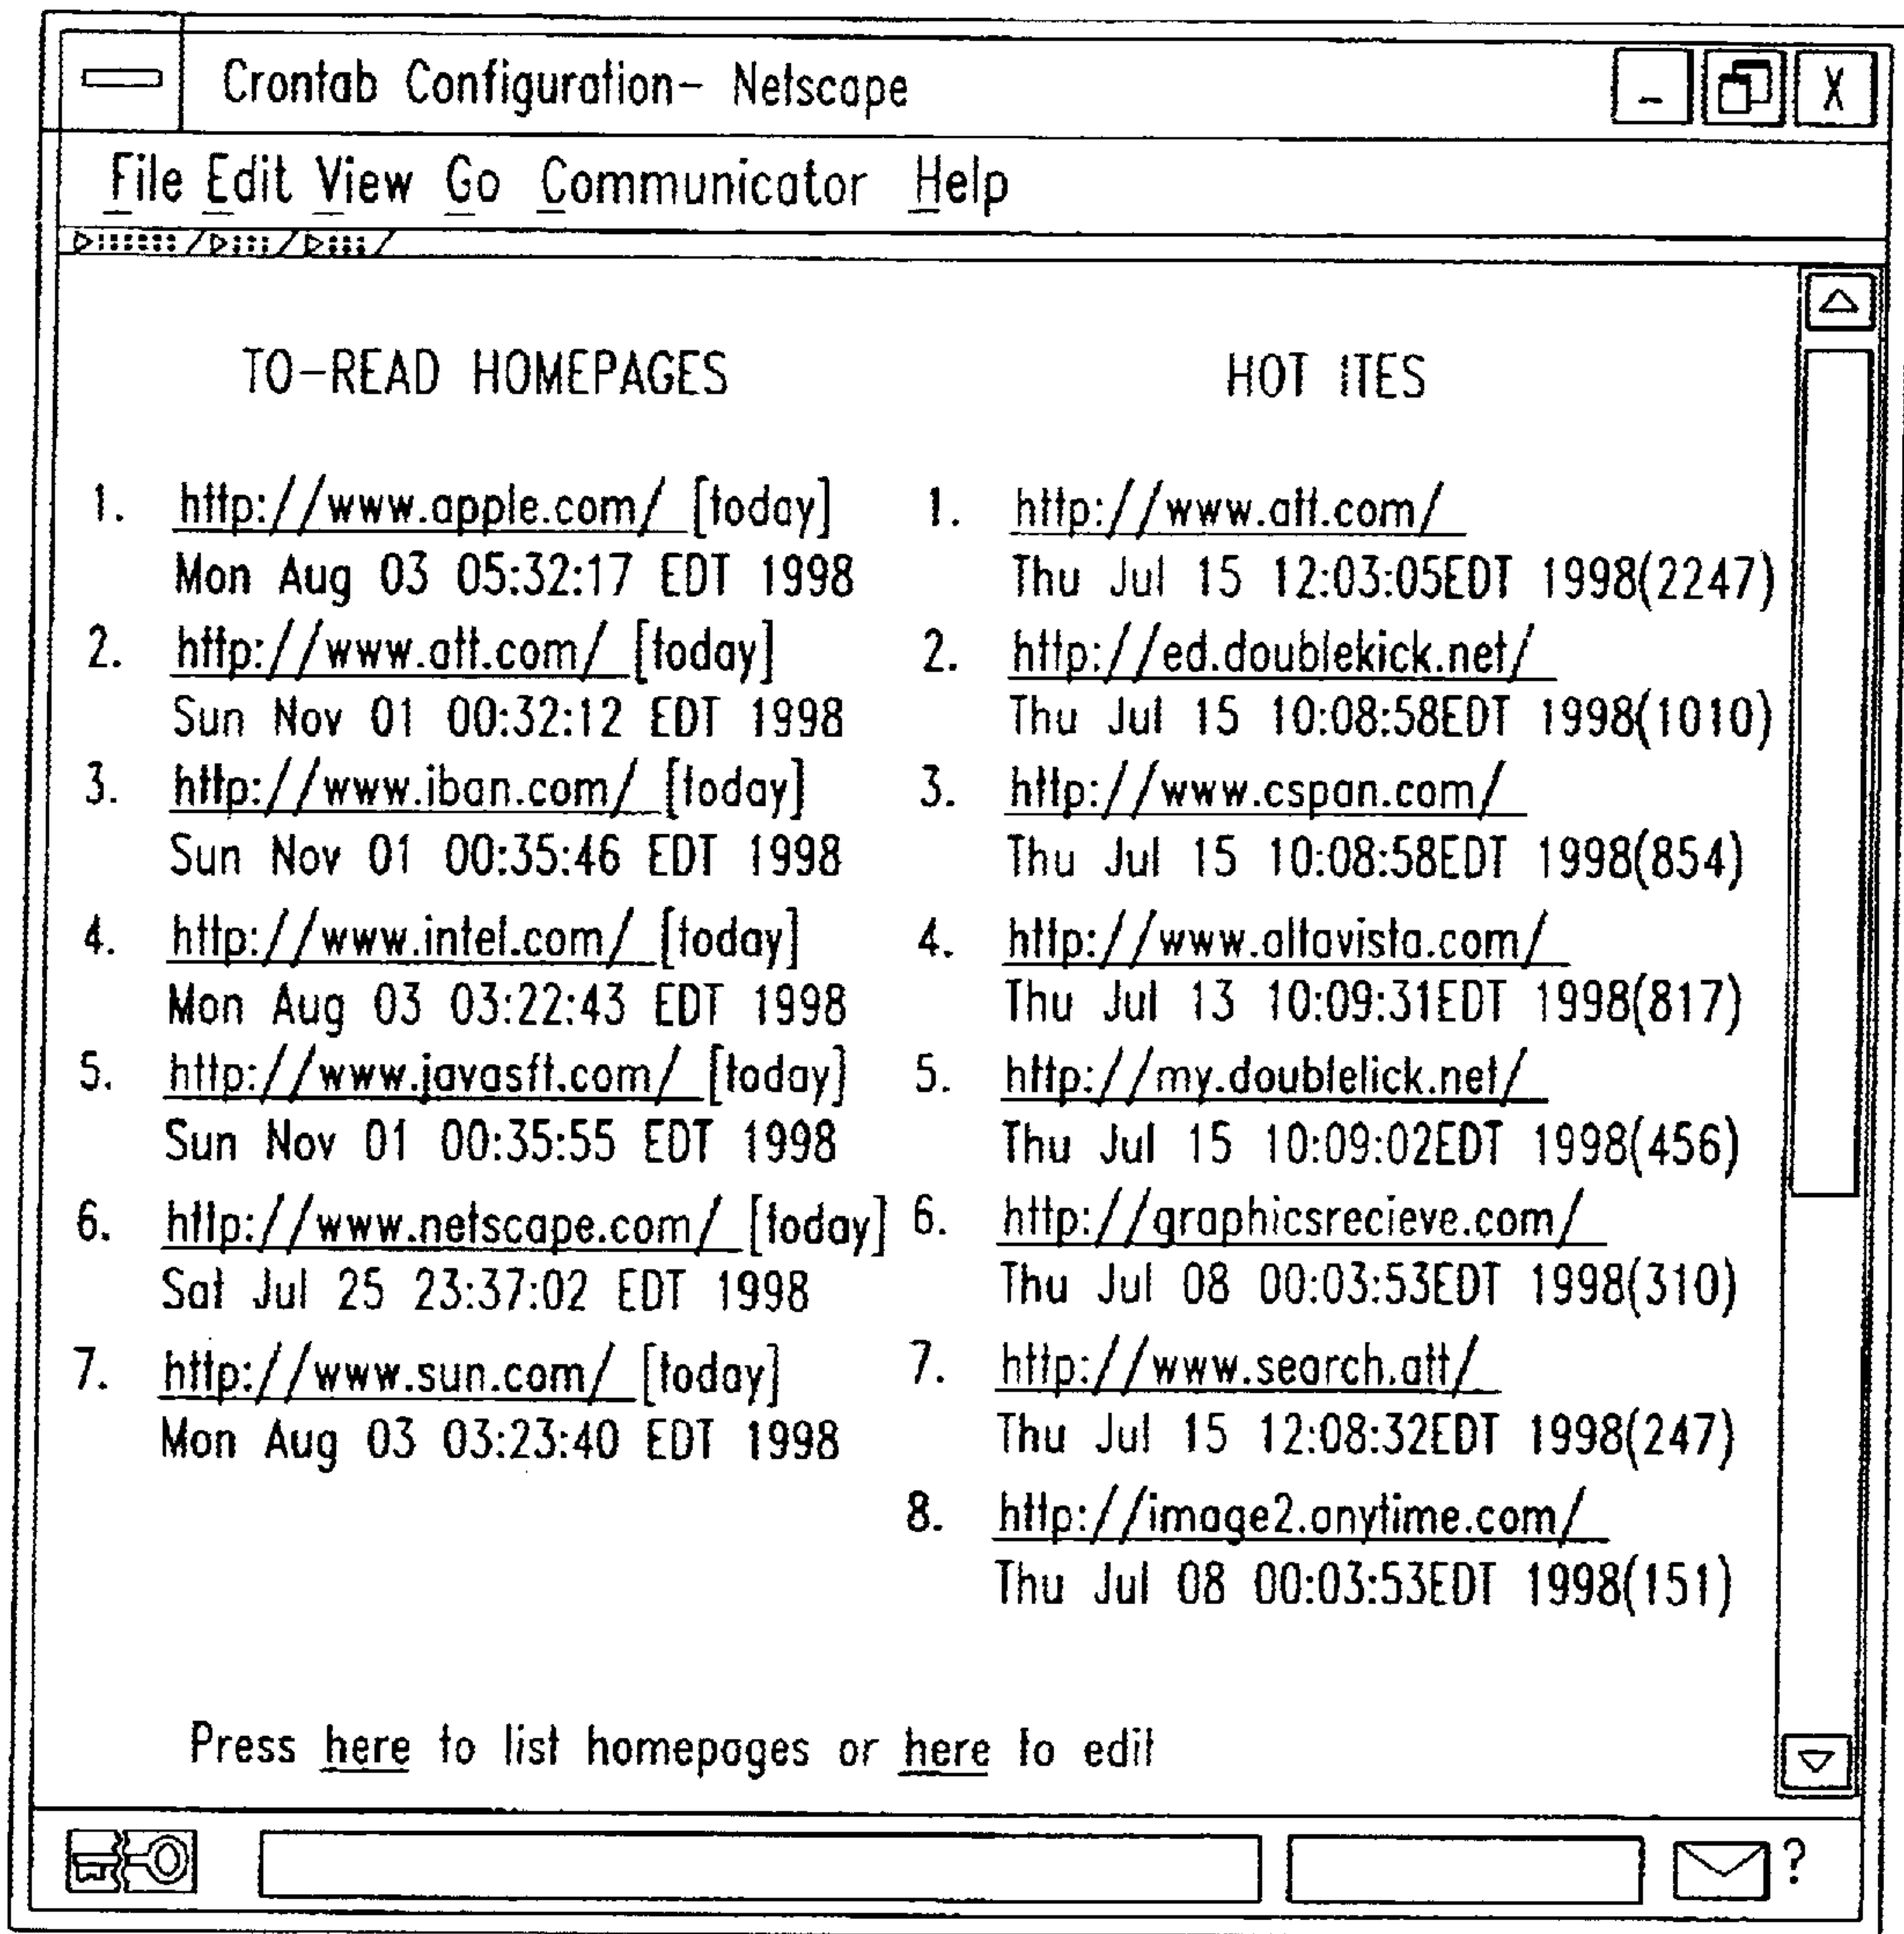 Crontab Configuration- Netscape
_ X
File Edit View Go Communicator Help
TO-READ HOMEPAGES
1. http://www.apple.com/ [today]
Mon Aug 03 05:32:17 EDT 1998
2. http://www.att.com/ [today]
Sun Nov 01 00:32:12 EDT 1998
3. http://www.iban.com/ [today]
Sun Nov 01 00:35:46 EDT 1998
4. http://www.intel.com/ [today]
Mon Aug 03 03:22:43 EDT 1998
5. http://www.javasft.com/ [today]
Sun Nov 01 00:35:55 EDT 1998
6. http://www.netscape.com/ [today]
Sat Jul 25 23:37:02 EDT 1998
7. http://www.sun.com/ [today]
Mon Aug 03 03:23:40 EDT 1998
HOT ITES
1. http://www.att.com/
Thu Jul 15 12:03:05EDT 1998(2247)
2. http://ed.doublekick.net/
Thu Jul 15 10:08:58EDT 1998(1010)
3. http://www.cspan.com/
Thu Jul 15 10:08:58EDT 1998(854)
4. http://www.altavista.com/
Thu Jul 13 10:09:31EDT 1998(817)
5. http://my.doublelick.net/
Thu Jul 15 10:09:02EDT 1998(456)
6. http://graphicsrecieve.com/
Thu Jul 08 00:03:53EDT 1998(310)
7. http://www.search.att/
Thu Jul 15 12:08:32EDT 1998(247)
8. http://image2.anytime.com/
Thu Jul 08 00:03:53EDT 1998(151)
Press here to list homepages or here to edit
?